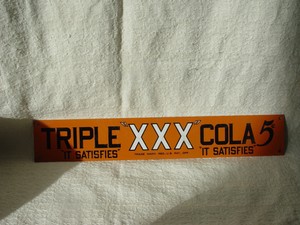 TRIPLE "XXX" COLA 5¢
"IT SATISFIES" "IT SATISFIES"